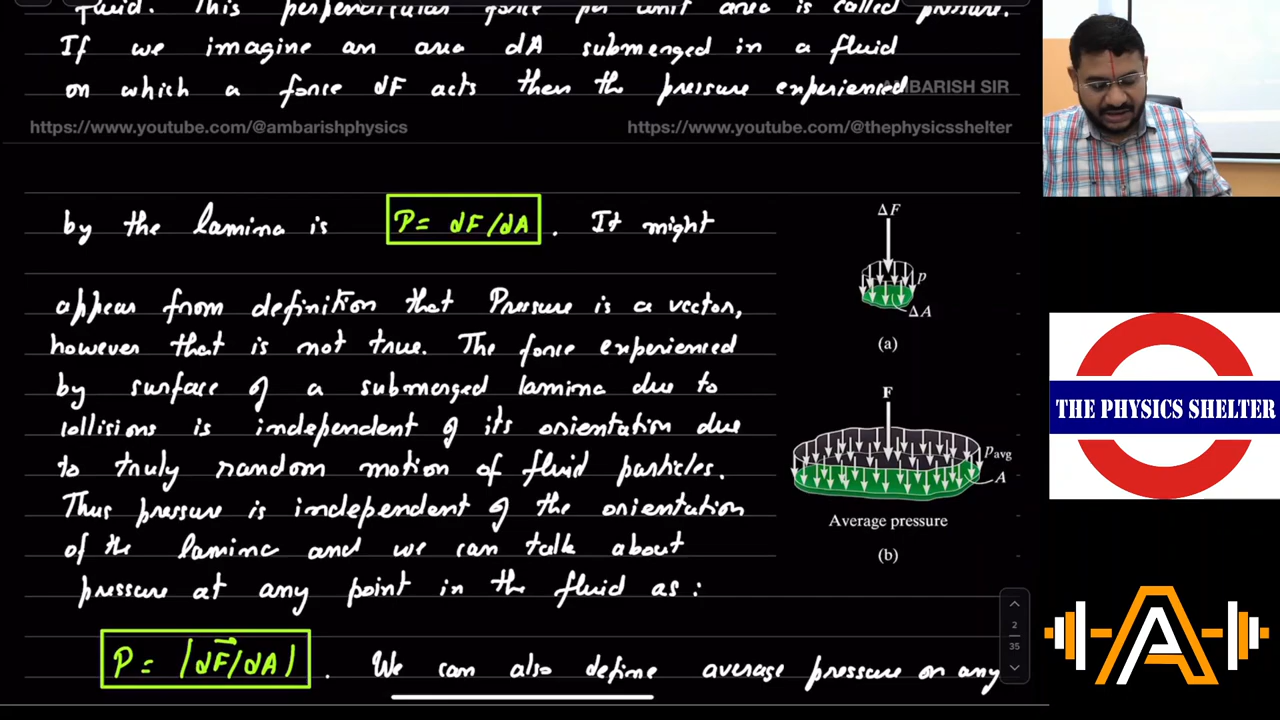 fluid. This perpendicular force per unit area is called pressure.
If we imagine an area dA submerged in a fluid
on which a force dF acts then the pressure experienced
AMBARISH SIR
https://www.youtube.com/@ambarishphysics
https://www.youtube.com/@thephysicsshelter
by the lamina is P = dF/dA . It might
appear from definition that Pressure is a vector,
however that is not true. The force experienced
by surface of a submerged lamina due to
collisions is independent of its orientation due
to truly random motion of fluid particles.
Thus pressure is independent of the orientation
of the lamina and we can talk about
pressure at any point in the fluid as :
P = |dF⃗/dA| . We can also define average pressure on any
ΔF
p
ΔA
(a)
F
pavg
A
Average pressure
(b)
THE PHYSICS SHELTER
2
35
A